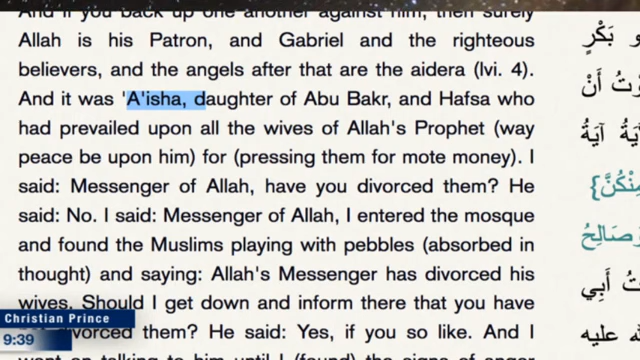 And if you back up one another against him, then surely
Allah is his Patron, and Gabriel and the righteous
believers, and the angels after that are the aidera (lvi. 4).
And it was 'A'isha, daughter of Abu Bakr, and Hafsa who
had prevailed upon all the wives of Allah's Prophet (way
peace be upon him) for (pressing them for mote money). I
said: Messenger of Allah, have you divorced them? He
said: No. I said: Messenger of Allah, I entered the mosque
and found the Muslims playing with pebbles (absorbed in
thought) and saying: Allah's Messenger has divorced his
wives. Should I get down and inform there that you have
divorced them? He said: Yes, if you so like. And I
went on talking to him until I (found) the signs of anger
و بَكْرٍ
آيَةُ آيَةُ
مِنْكُنَّ}
وَصَالِحُ
أَبِي
عليه
Christian Prince
9:39